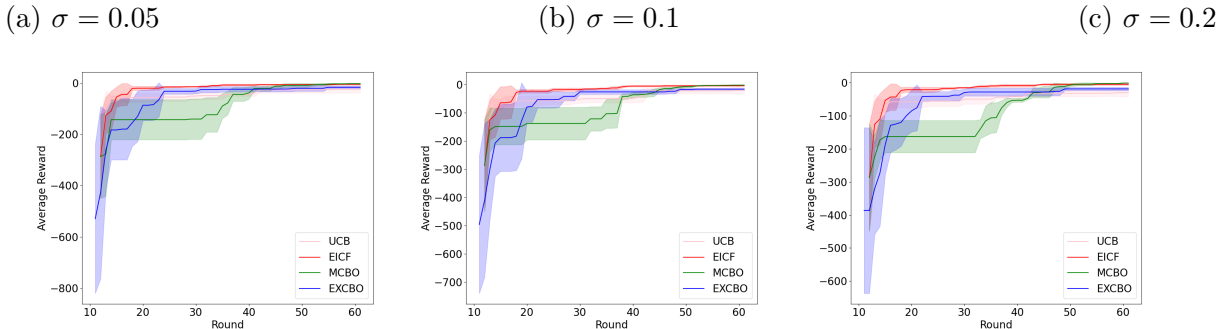 (a) σ = 0.05 (b) σ = 0.1 (c) σ = 0.2
0
−200
−400
−600
−800
Average Reward
10 20 30 40 50 60
Round
UCB
EICF
MCBO
EXCBO
0
−100
−200
−300
−400
−500
−600
−700
Average Reward
10 20 30 40 50 60
Round
UCB
EICF
MCBO
EXCBO
0
−100
−200
−300
−400
−500
−600
Average Reward
10 20 30 40 50 60
Round
UCB
EICF
MCBO
EXCBO